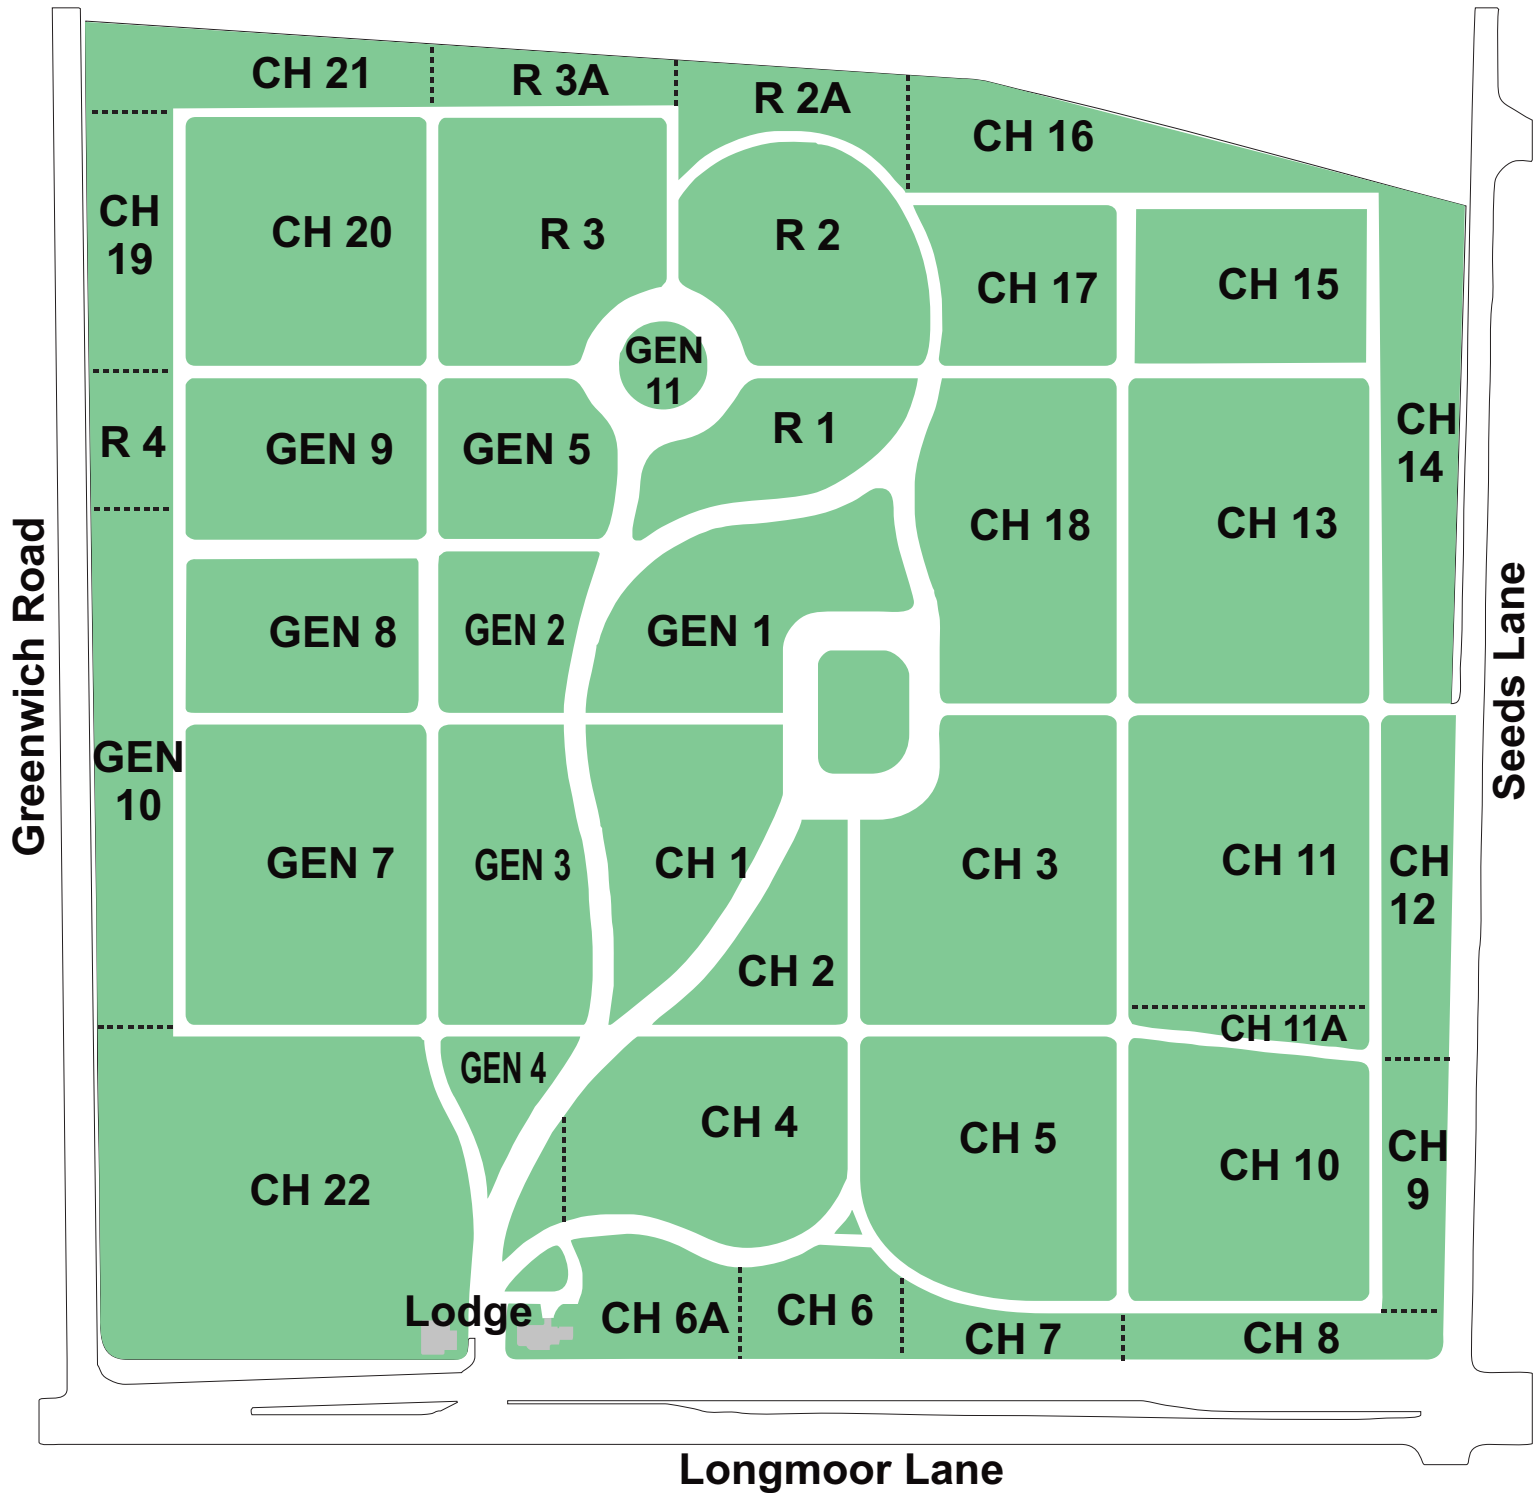 CH 21
R 3A
R 2A
CH 16
CH
19
CH 20
R 3
R 2
CH 17
CH 15
GEN
11
R 4
GEN 9
GEN 5
R 1
CH
14
CH 18
CH 13
Greenwich Road
Seeds Lane
GEN 8
GEN 2
GEN 1
GEN
10
GEN 7
GEN 3
CH 1
CH 3
CH 11
CH
12
CH 2
CH 11A
GEN 4
CH 4
CH 5
CH 10
CH
9
CH 22
Lodge
CH 6A
CH 6
CH 7
CH 8
Longmoor Lane